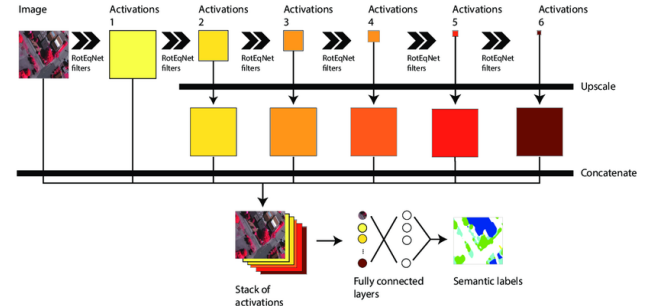 Image
Activations
1
Activations
2
Activations
3
Activations
4
Activations
5
Activations
6
RotEqNet
filters
RotEqNet
filters
RotEqNet
filters
RotEqNet
filters
RotEqNet
filters
RotEqNet
filters
Upscale
Concatenate
Stack of
activations
Fully connected
layers
Semantic labels